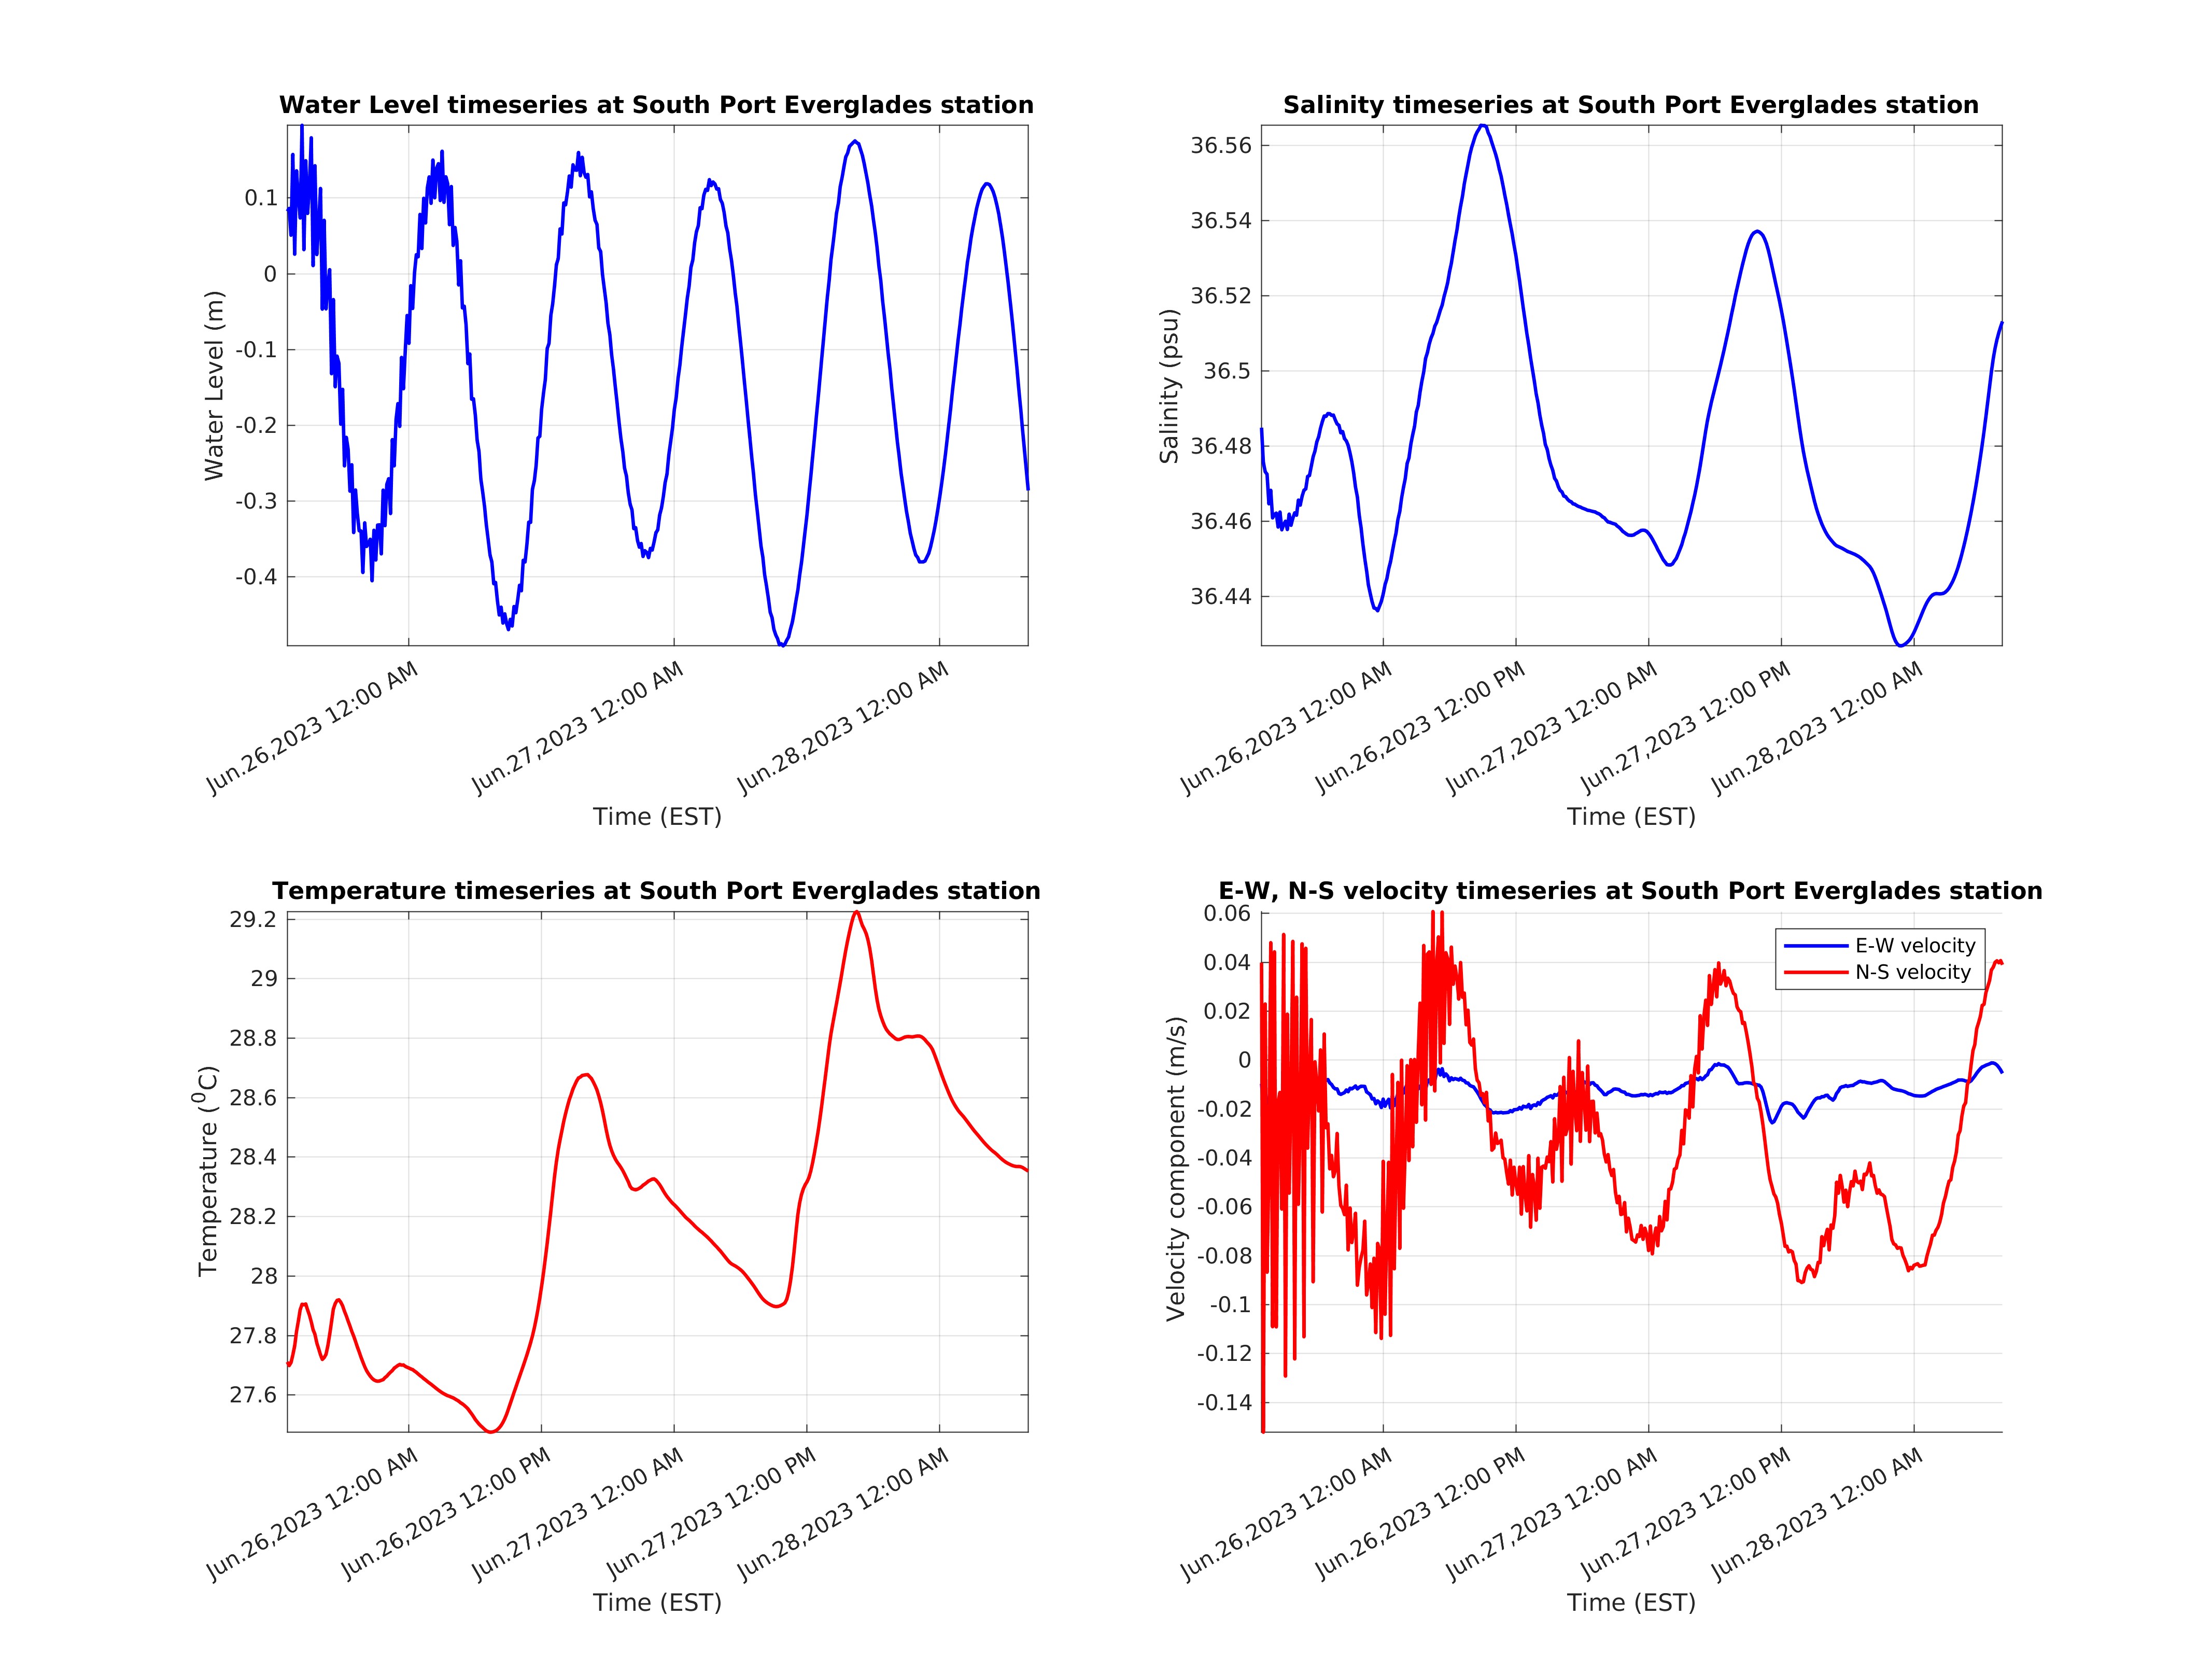 Water Level timeseries at South Port Everglades station
Water Level (m)
0.1
0
-0.1
-0.2
-0.3
-0.4
Jun.26,2023 12:00 AM
Jun.27,2023 12:00 AM
Jun.28,2023 12:00 AM
Time (EST)
Salinity timeseries at South Port Everglades station
Salinity (psu)
36.56
36.54
36.52
36.5
36.48
36.46
36.44
Jun.26,2023 12:00 AM
Jun.26,2023 12:00 PM
Jun.27,2023 12:00 AM
Jun.27,2023 12:00 PM
Jun.28,2023 12:00 AM
Time (EST)
Temperature timeseries at South Port Everglades station
Temperature (⁰C)
29.2
29
28.8
28.6
28.4
28.2
28
27.8
27.6
Jun.26,2023 12:00 AM
Jun.26,2023 12:00 PM
Jun.27,2023 12:00 AM
Jun.27,2023 12:00 PM
Jun.28,2023 12:00 AM
Time (EST)
E-W, N-S velocity timeseries at South Port Everglades station
Velocity component (m/s)
0.06
0.04
0.02
0
-0.02
-0.04
-0.06
-0.08
-0.1
-0.12
-0.14
E-W velocity
N-S velocity
Jun.26,2023 12:00 AM
Jun.26,2023 12:00 PM
Jun.27,2023 12:00 AM
Jun.27,2023 12:00 PM
Jun.28,2023 12:00 AM
Time (EST)